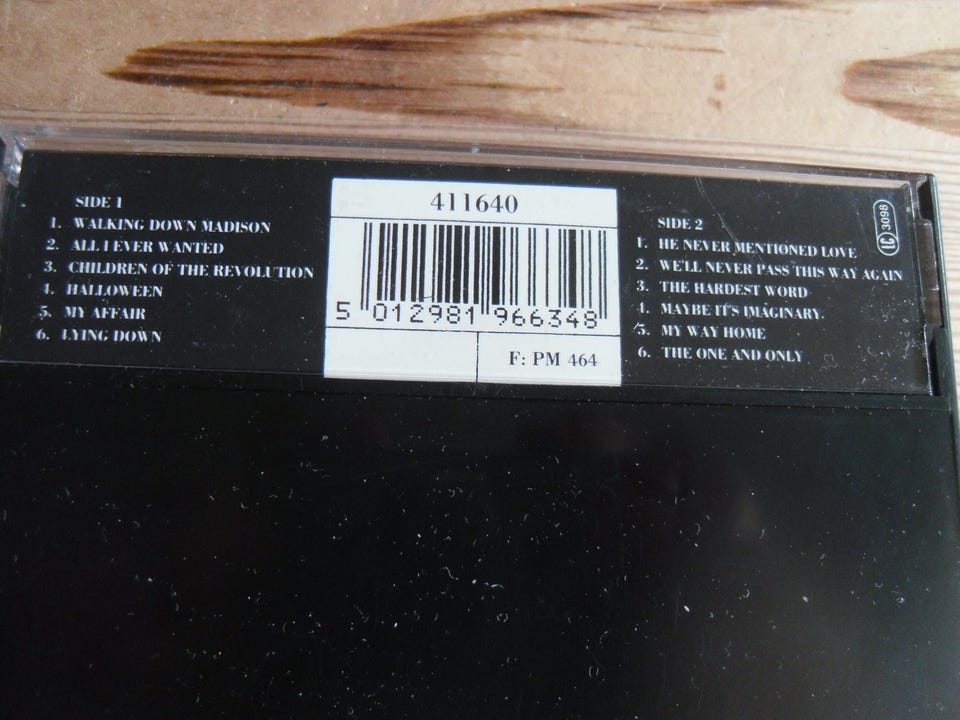 SIDE 1
1. WALKING DOWN MADISON
2. ALL I EVER WANTED
3. CHILDREN OF THE REVOLUTION
4. HALLOWEEN
5. MY AFFAIR
6. LYING DOWN
411640
5 012981 966348
F: PM 464
SIDE 2
1. HE NEVER MENTIONED LOVE
2. WE'LL NEVER PASS THIS WAY AGAIN
3. THE HARDEST WORD
4. MAYBE IT'S IMAGINARY
5. MY WAY HOME
6. THE ONE AND ONLY
LC 3098